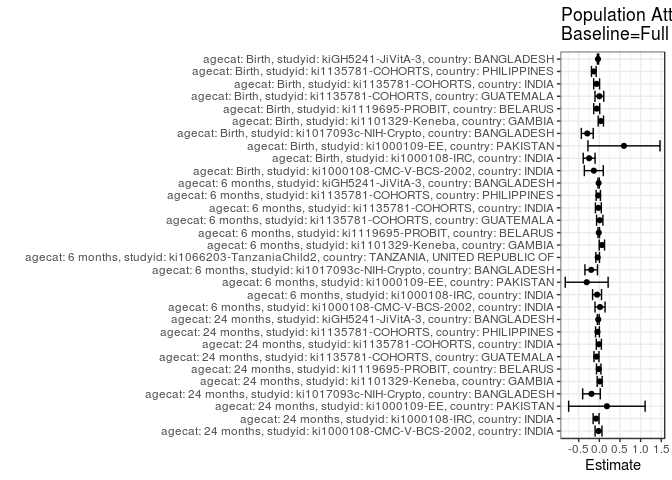 Population Att
Baseline=Full
agecat: Birth, studyid: kiGH5241-JiVitA-3, country: BANGLADESH
agecat: Birth, studyid: ki1135781-COHORTS, country: PHILIPPINES
agecat: Birth, studyid: ki1135781-COHORTS, country: INDIA
agecat: Birth, studyid: ki1135781-COHORTS, country: GUATEMALA
agecat: Birth, studyid: ki1119695-PROBIT, country: BELARUS
agecat: Birth, studyid: ki1101329-Keneba, country: GAMBIA
agecat: Birth, studyid: ki1017093c-NIH-Crypto, country: BANGLADESH
agecat: Birth, studyid: ki1000109-EE, country: PAKISTAN
agecat: Birth, studyid: ki1000108-IRC, country: INDIA
agecat: Birth, studyid: ki1000108-CMC-V-BCS-2002, country: INDIA
agecat: 6 months, studyid: kiGH5241-JiVitA-3, country: BANGLADESH
agecat: 6 months, studyid: ki1135781-COHORTS, country: PHILIPPINES
agecat: 6 months, studyid: ki1135781-COHORTS, country: INDIA
agecat: 6 months, studyid: ki1135781-COHORTS, country: GUATEMALA
agecat: 6 months, studyid: ki1119695-PROBIT, country: BELARUS
agecat: 6 months, studyid: ki1101329-Keneba, country: GAMBIA
agecat: 6 months, studyid: ki1066203-TanzaniaChild2, country: TANZANIA, UNITED REPUBLIC OF
agecat: 6 months, studyid: ki1017093c-NIH-Crypto, country: BANGLADESH
agecat: 6 months, studyid: ki1000109-EE, country: PAKISTAN
agecat: 6 months, studyid: ki1000108-IRC, country: INDIA
agecat: 6 months, studyid: ki1000108-CMC-V-BCS-2002, country: INDIA
agecat: 24 months, studyid: kiGH5241-JiVitA-3, country: BANGLADESH
agecat: 24 months, studyid: ki1135781-COHORTS, country: PHILIPPINES
agecat: 24 months, studyid: ki1135781-COHORTS, country: INDIA
agecat: 24 months, studyid: ki1135781-COHORTS, country: GUATEMALA
agecat: 24 months, studyid: ki1119695-PROBIT, country: BELARUS
agecat: 24 months, studyid: ki1101329-Keneba, country: GAMBIA
agecat: 24 months, studyid: ki1017093c-NIH-Crypto, country: BANGLADESH
agecat: 24 months, studyid: ki1000109-EE, country: PAKISTAN
agecat: 24 months, studyid: ki1000108-IRC, country: INDIA
agecat: 24 months, studyid: ki1000108-CMC-V-BCS-2002, country: INDIA
-0.5 0.0 0.5 1.0 1.5
Estimate